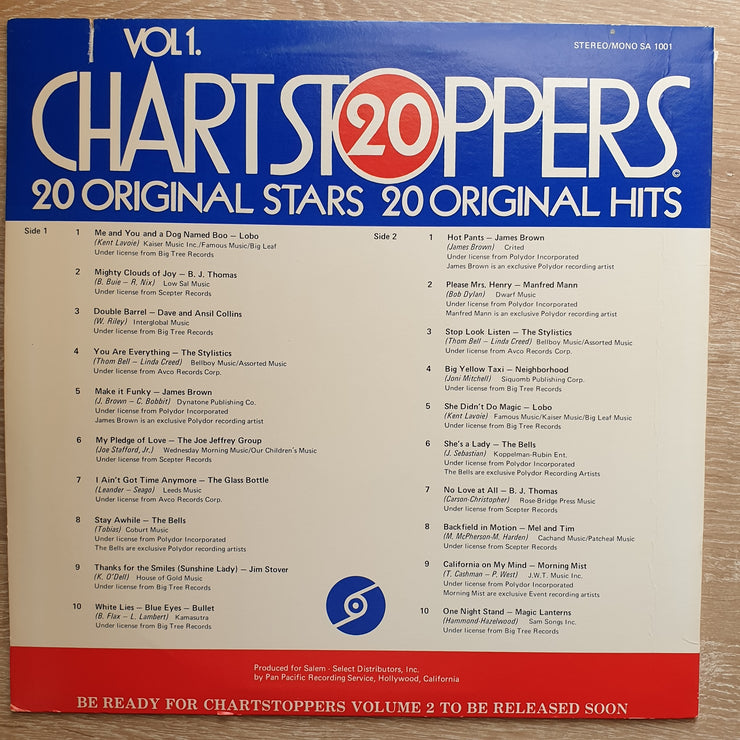 VOL 1.
STEREO/MONO SA 1001
CHARTSTOPPERS
20
©
20 ORIGINAL STARS 20 ORIGINAL HITS
Side 1
1 Me and You and a Dog Named Boo — Lobo
(Kent Lavoie) Kaiser Music Inc./Famous Music/Big Leaf
Under license from Big Tree Records
2 Mighty Clouds of Joy — B. J. Thomas
(B. Buie — R. Nix) Low Sal Music
Under license from Scepter Records
3 Double Barrel — Dave and Ansil Collins
(W. Riley) Interglobal Music
Under license from Big Tree Records
4 You Are Everything — The Stylistics
(Thom Bell — Linda Creed) Bellboy Music/Assorted Music
Under license from Avco Records Corp.
5 Make it Funky — James Brown
(J. Brown — C. Bobbit) Dynatone Publishing Co.
Under license from Polydor Incorporated
James Brown is an exclusive Polydor recording artist
6 My Pledge of Love — The Joe Jeffrey Group
(Joe Stafford, Jr.) Wednesday Morning Music/Our Children's Music
Under license from Scepter Records
7 I Ain't Got Time Anymore — The Glass Bottle
(Leander — Seago) Leeds Music
Under license from Avco Records Corp.
8 Stay Awhile — The Bells
(Tobias) Coburt Music
Under license from Polydor Incorporated
The Bells are exclusive Polydor recording artists
9 Thanks for the Smiles (Sunshine Lady) — Jim Stover
(K. O'Dell) House of Gold Music
Under license from Big Tree Records
10 White Lies — Blue Eyes — Bullet
(B. Flax — L. Lambert) Kamasutra
Under license from Big Tree Records
Side 2
1 Hot Pants — James Brown
(James Brown) Crited
Under license from Polydor Incorporated
James Brown is an exclusive Polydor recording artist
2 Please Mrs. Henry — Manfred Mann
(Bob Dylan) Dwarf Music
Under license from Polydor Incorporated
Manfred Mann is an exclusive Polydor recording artist
3 Stop Look Listen — The Stylistics
(Thom Bell — Linda Creed) Bellboy Music/Assorted Music
Under license from Avco Records Corp.
4 Big Yellow Taxi — Neighborhood
(Joni Mitchell) Siquomb Publishing Corp.
Under license from Big Tree Records
5 She Didn't Do Magic — Lobo
(Kent Lavoie) Famous Music/Kaiser Music/Big Leaf Music
Under license from Big Tree Records
6 She's a Lady — The Bells
(J. Sebastian) Koppelman-Rubin Ent.
Under license from Polydor Incorporated
The Bells are exclusive Polydor Recording Artists
7 No Love at All — B. J. Thomas
(Carson-Christopher) Rose-Bridge Press Music
Under license from Scepter Records
8 Backfield in Motion — Mel and Tim
(M. McPherson-M. Harden) Cachand Music/Patcheal Music
Under license from Scepter Records
9 California on My Mind — Morning Mist
(T. Cashman — P. West) J.W.T. Music Inc.
Under license from Polydor Incorporated
Morning Mist are exclusive Event recording artists
10 One Night Stand — Magic Lanterns
(Hammond-Hazelwood) Sam Songs Inc.
Under license from Big Tree Records
Produced for Salem - Select Distributors, Inc.
by Pan Pacific Recording Service, Hollywood, California
BE READY FOR CHARTSTOPPERS VOLUME 2 TO BE RELEASED SOON